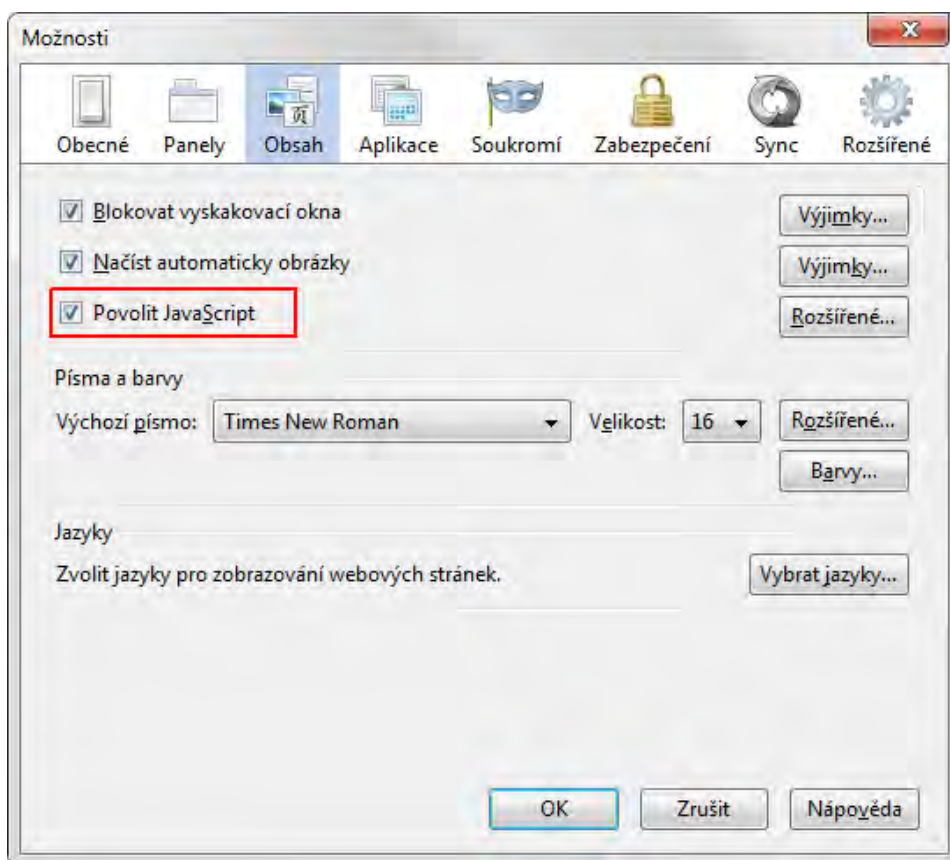 Možnosti
Obecné Panely Obsah Aplikace Soukromí Zabezpečení Sync Rozšířené
Blokovat vyskakovací okna Výjimky...
Načíst automaticky obrázky Výjimky...
Povolit JavaScript Rozšířené...
Písma a barvy
Výchozí písmo: Times New Roman Velikost: 16 Rozšířené...
Barvy...
Jazyky
Zvolit jazyky pro zobrazování webových stránek. Vybrat jazyky...
OK Zrušit Nápověda